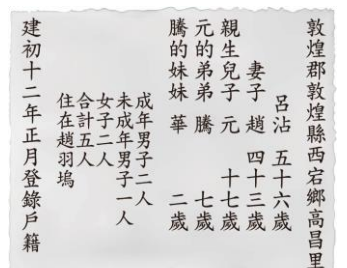 敦煌郡敦煌縣西宕鄉高昌里
呂沾 五十六歲
妻子 趙 四十三歲
親生兒子 元 十七歲
元的弟弟 騰 七歲
騰的妹妹 華 二歲
成年男子二人
未成年男子一人
女子二人
合計五人
住在趙羽塢
建初十二年正月登錄戶籍